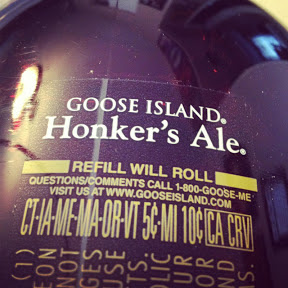 GOOSE ISLAND®
Honker's Ale®
REFILL WILL ROLL
QUESTIONS/COMMENTS CALL 1-800-GOOSE-ME
VISIT US AT WWW.GOOSEISLAND.COM
CT-IA-ME-MA-OR-VT 5¢ MI 10¢ CA CRV